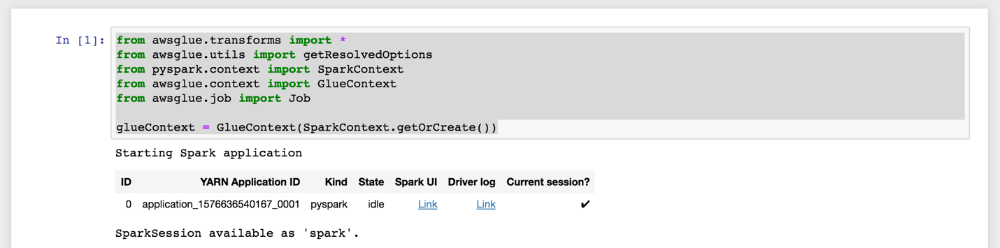 In [1]:
from awsglue.transforms import *
from awsglue.utils import getResolvedOptions
from pyspark.context import SparkContext
from awsglue.context import GlueContext
from awsglue.job import Job
glueContext = GlueContext(SparkContext.getOrCreate())
Starting Spark application
ID YARN Application ID Kind State Spark UI Driver log Current session?
0 application_1576636540167_0001 pyspark idle Link Link ✔
SparkSession available as 'spark'.